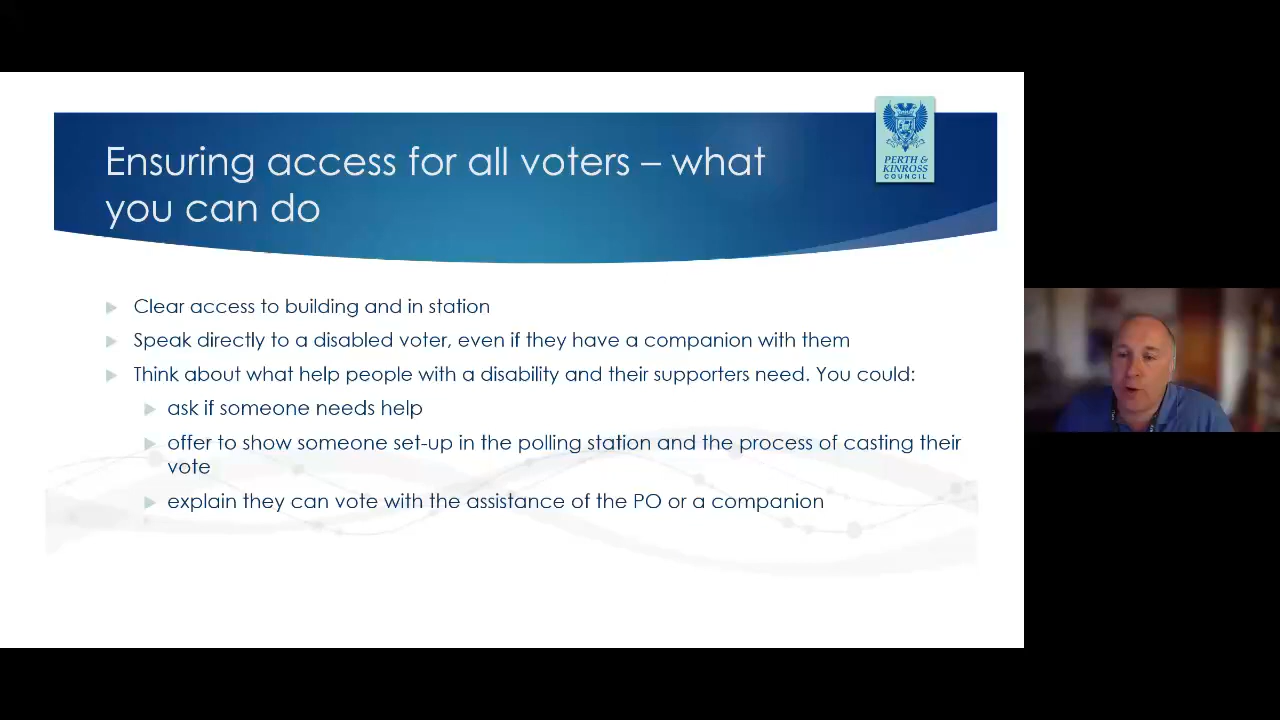 Ensuring access for all voters – what
you can do
PERTH &
KINROSS
COUNCIL
Clear access to building and in station
Speak directly to a disabled voter, even if they have a companion with them
Think about what help people with a disability and their supporters need. You could:
ask if someone needs help
offer to show someone set-up in the polling station and the process of casting their
vote
explain they can vote with the assistance of the PO or a companion